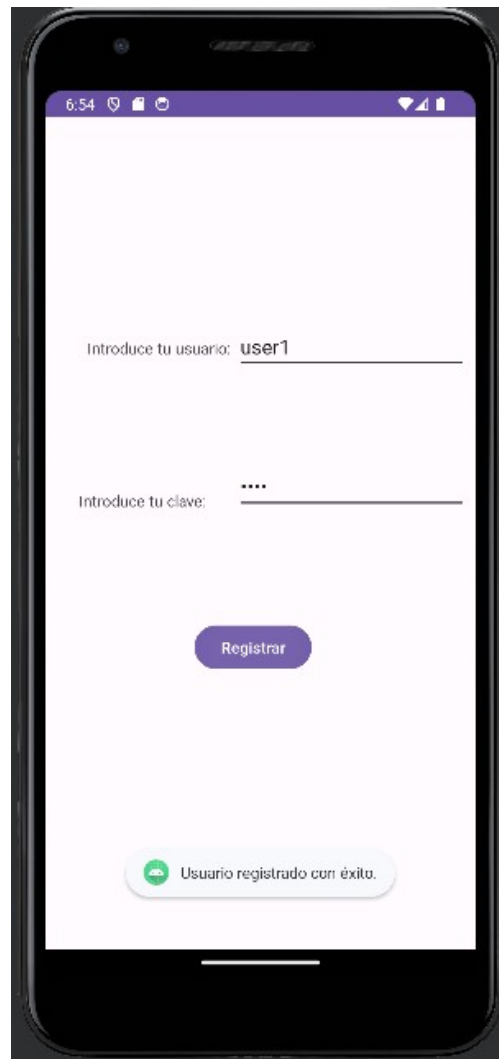 6:54
Introduce tu usuario: user1
Introduce tu clave: ····
Registrar
Usuario registrado con éxito.